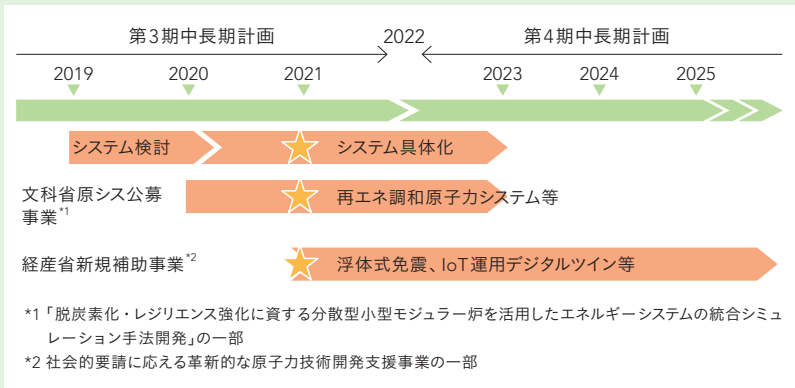 第3期中長期計画 2022 第4期中長期計画
2019 2020 2021 2023 2024 2025
システム検討 システム具体化
文科省原シス公募
事業*1
再エネ調和原子力システム等
経産省新規補助事業*2 浮体式免震、IoT運用デジタルツイン等
*1「脱炭素化・レジリエンス強化に資する分散型小型モジュラー炉を活用したエネルギーシステムの統合シミュ
レーション手法開発」の一部
*2 社会的要請に応える革新的な原子力技術開発支援事業の一部